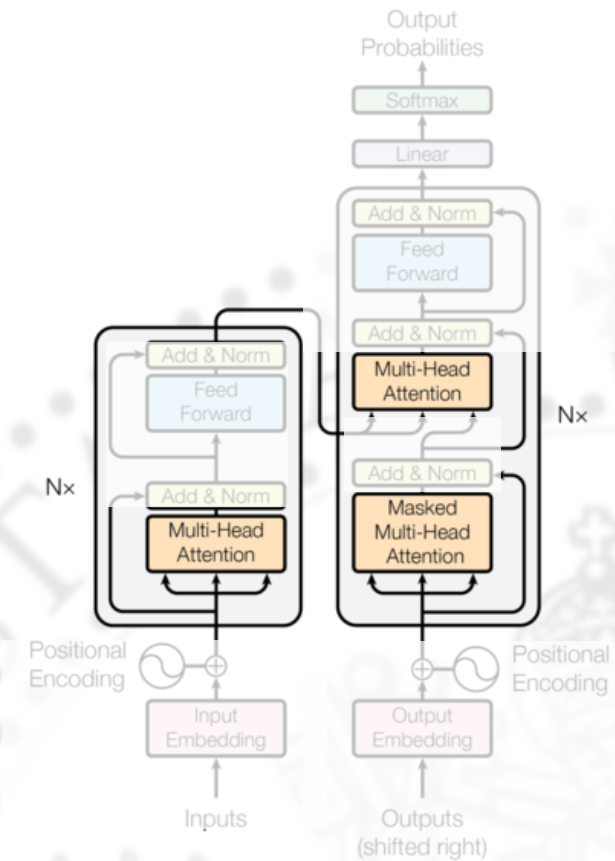 Output
Probabilities
Softmax
Linear
Add & Norm
Feed
Forward
Add & Norm
Multi-Head
Attention
Add & Norm
Masked
Multi-Head
Attention
N×
Add & Norm
Feed
Forward
Add & Norm
Multi-Head
Attention
N×
Positional
Encoding
Positional
Encoding
Input
Embedding
Output
Embedding
Inputs
Outputs
(shifted right)